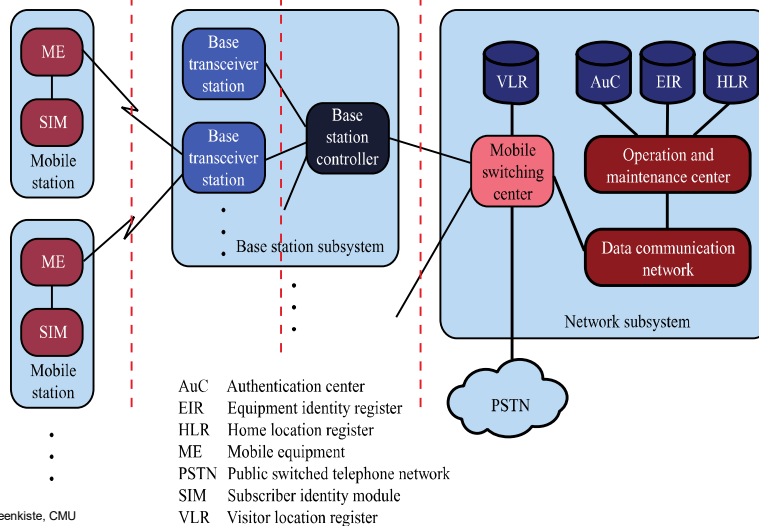 ME
SIM
Mobile
station
ME
SIM
Mobile
station
Base
transceiver
station
Base
transceiver
station
Base
station
controller
Base station subsystem
VLR
AuC
EIR
HLR
Mobile
switching
center
Operation and
maintenance center
Data communication
network
Network subsystem
PSTN
AuC Authentication center
EIR Equipment identity register
HLR Home location register
ME Mobile equipment
PSTN Public switched telephone network
SIM Subscriber identity module
VLR Visitor location register
eenkiste, CMU